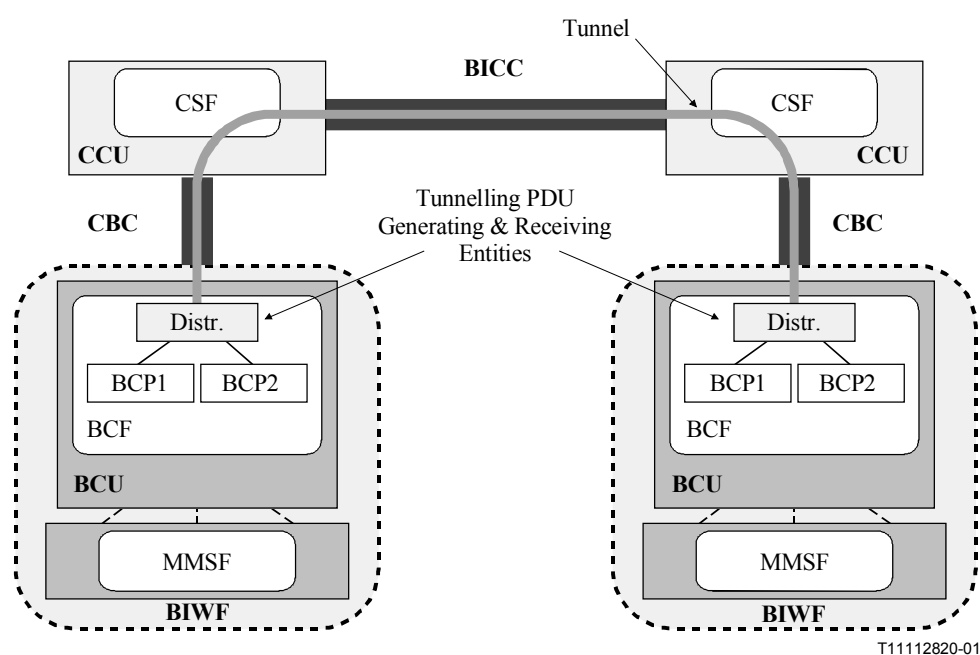 Tunnel
BICC
CSF
CSF
CCU
CCU
Tunnelling PDU
Generating & Receiving
Entities
CBC
CBC
Distr.
Distr.
BCP1
BCP2
BCP1
BCP2
BCF
BCF
BCU
BCU
MMSF
MMSF
BIWF
BIWF
T11112820-01